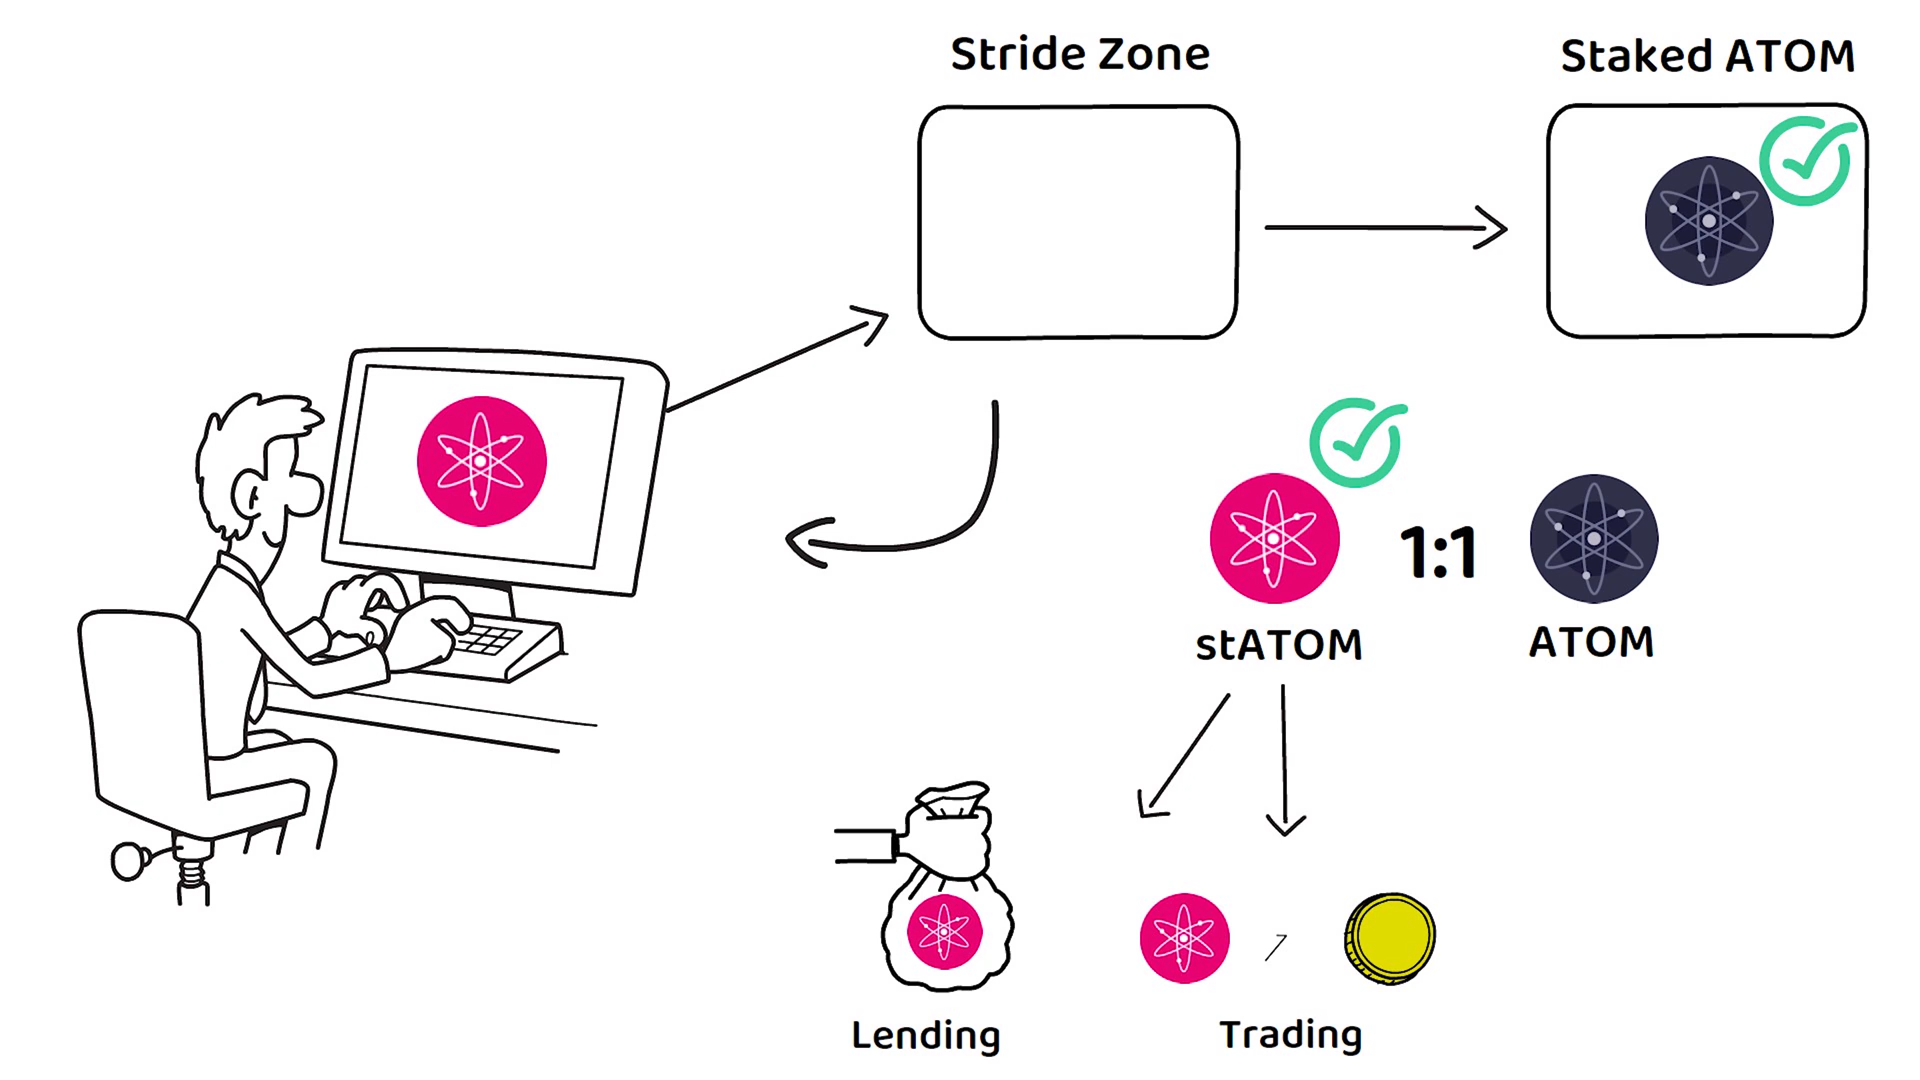 Stride Zone
Staked ATOM
1:1
stATOM
ATOM
Lending
Trading